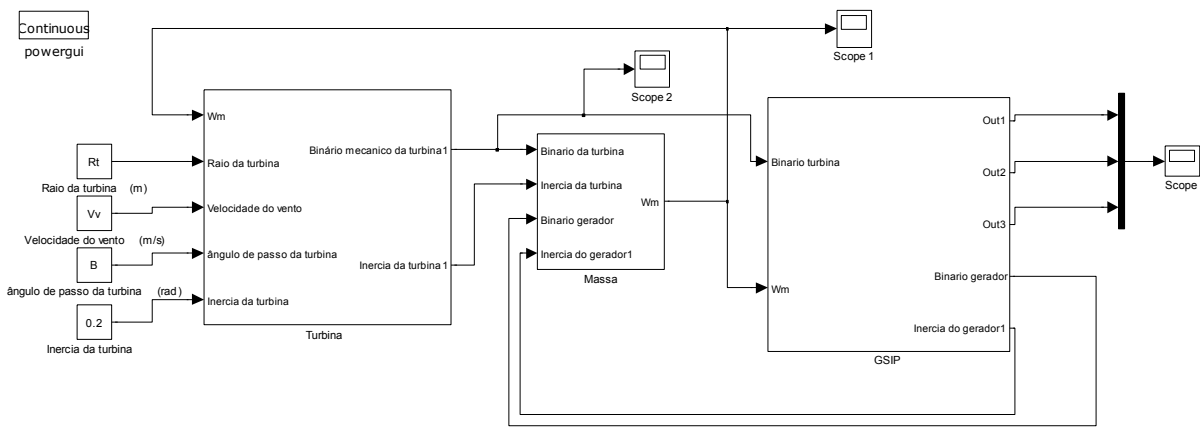 Continuous
powergui
Scope 1
Scope 2
Wm
Binário mecanico da turbina1
Rt
Raio da turbina
Raio da turbina (m)
Vv
Velocidade do vento
Velocidade do vento (m/s)
B
ângulo de passo da turbina
Inercia da turbina1
ângulo de passo da turbina (rad)
0.2
Inercia da turbina
Inercia da turbina
Turbina
Binario da turbina
Inercia da turbina
Wm
Binario gerador
Inercia do gerador1
Massa
Binario turbina
Wm
Out1
Out2
Out3
Binario gerador
Inercia do gerador1
GSIP
Scope